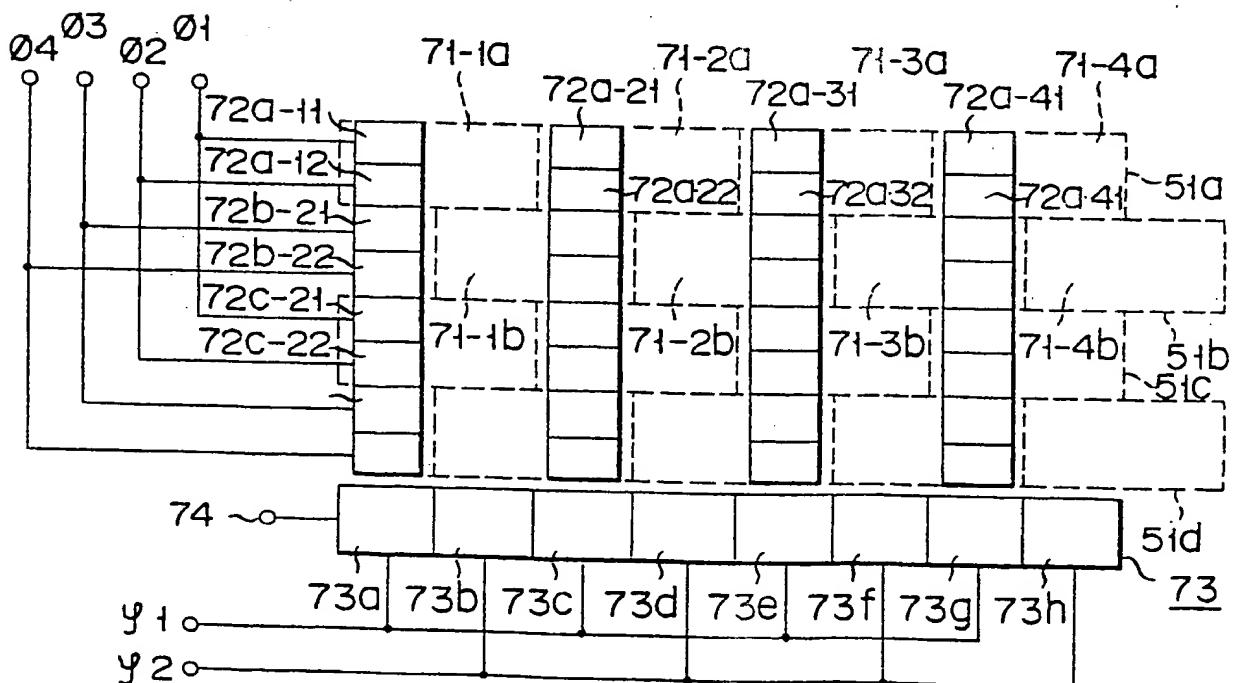 Ø4 Ø3 Ø2 Ø1
71-1a 71-2a 71-3a 71-4a
72a-11 72a-21 72a-31 72a-41
72a-12 72a22 72a32 72a-41 51a
72b-21
72b-22
72c-21 71-1b 71-2b 71-3b 71-4b 51b
72c-22 51c
74 51d
73a 73b 73c 73d 73e 73f 73g 73h 73
φ1
φ2